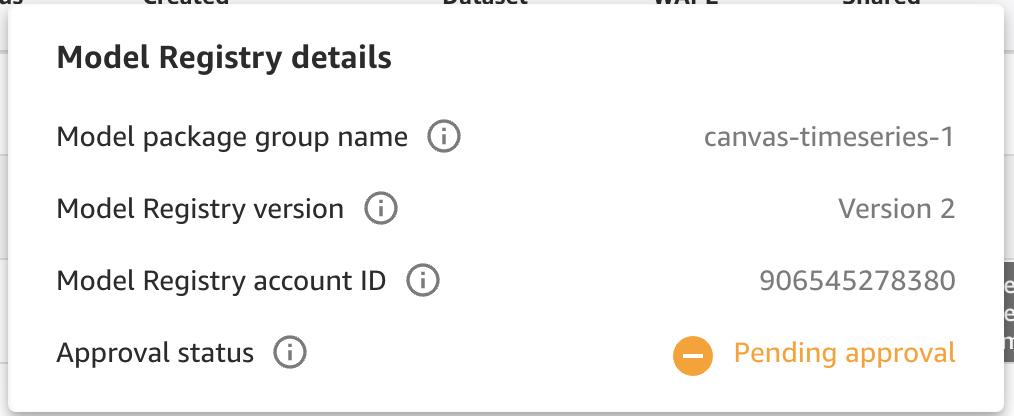 Created Dataset WAPE Shared
Model Registry details
Model package group name canvas-timeseries-1
Model Registry version Version 2
Model Registry account ID 906545278380
Approval status Pending approval